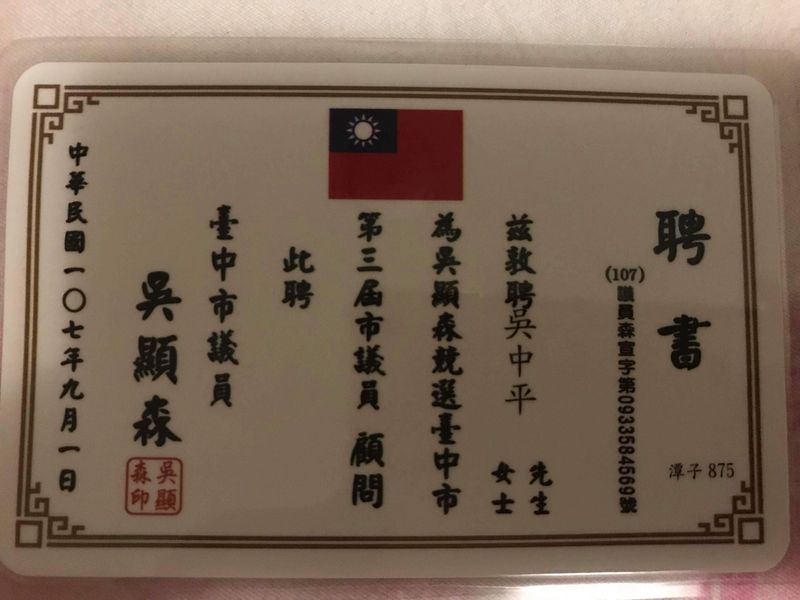 聘書
(107)議員森宣字第0933584569號
潭子 875
茲敦聘吳中平 先生 女士
為吳顯森競選臺中市
第三屆市議員 顧問
此聘
臺中市議員
吳顯森
吳顯森印
中華民國一〇七年九月一日